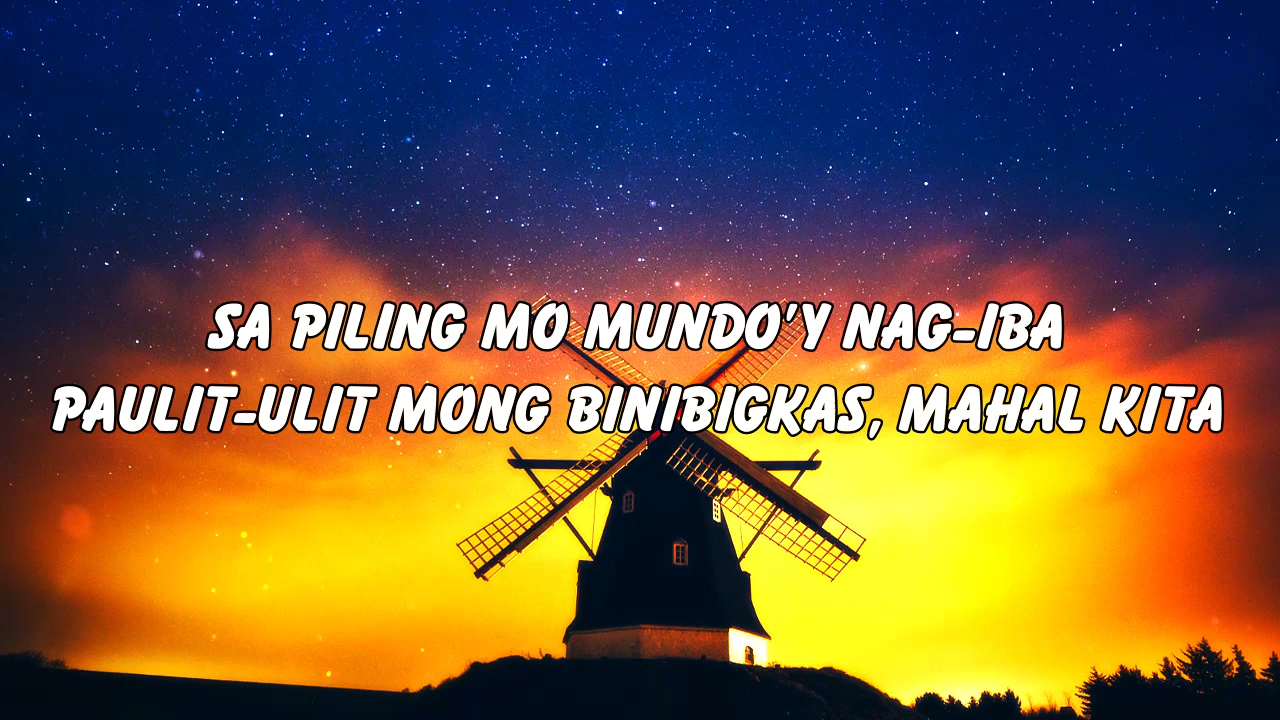 SA PILING MO MUNDO'Y NAG-IBA
PAULIT-ULIT MONG BINIBIGKAS, MAHAL KITA